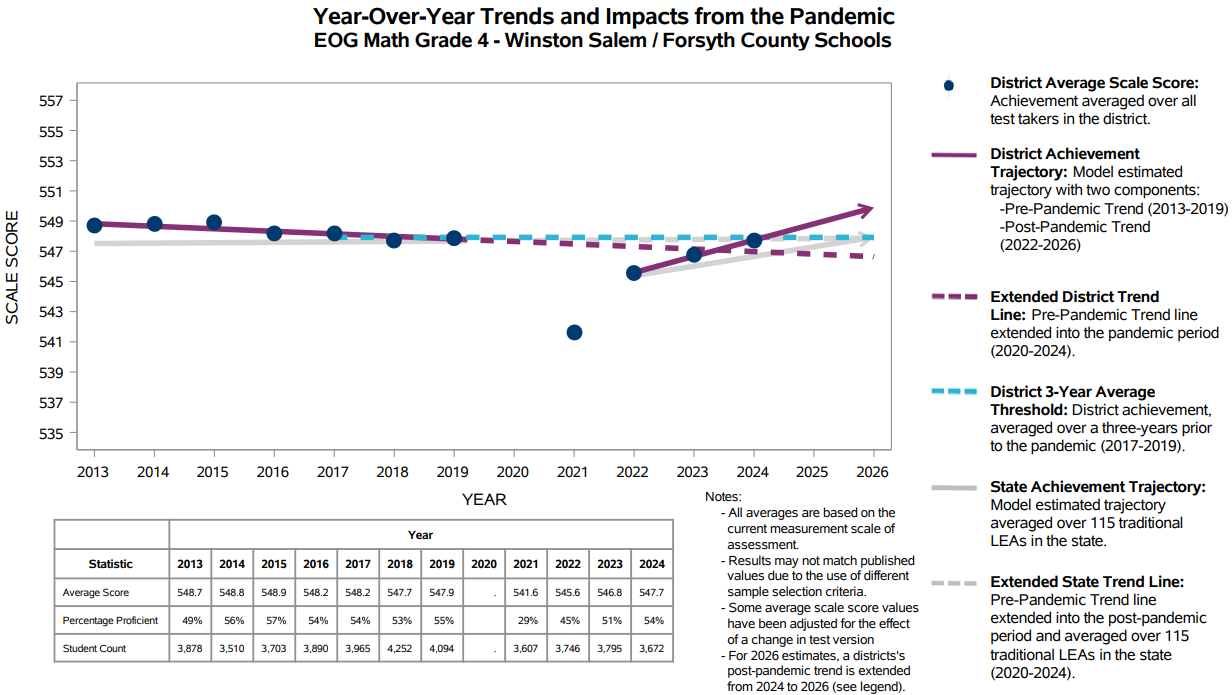 Year-Over-Year Trends and Impacts from the Pandemic
EOG Math Grade 4 - Winston Salem / Forsyth County Schools
557
555
553
551
549
547
545
543
541
539
537
535
SCALE SCORE
2013 2014 2015 2016 2017 2018 2019 2020 2021 2022 2023 2024 2025 2026
YEAR
District Average Scale Score:
Achievement averaged over all
test takers in the district.
District Achievement
Trajectory: Model estimated
trajectory with two components:
-Pre-Pandemic Trend (2013-2019)
-Post-Pandemic Trend
(2022-2026)
Extended District Trend
Line: Pre-Pandemic Trend line
extended into the pandemic period
(2020-2024).
District 3-Year Average
Threshold: District achievement,
averaged over a three-years prior
to the pandemic (2017-2019).
State Achievement Trajectory:
Model estimated trajectory
averaged over 115 traditional
LEAs in the state.
Extended State Trend Line:
Pre-Pandemic Trend line
extended into the post-pandemic
period and averaged over 115
traditional LEAs in the state
(2020-2024).
Year
Statistic 2013 2014 2015 2016 2017 2018 2019 2020 2021 2022 2023 2024
Average Score 548.7 548.8 548.9 548.2 548.2 547.7 547.9 . 541.6 545.6 546.8 547.7
Percentage Proficient 49% 56% 57% 54% 54% 53% 55% 29% 45% 51% 54%
Student Count 3,878 3,510 3,703 3,890 3,965 4,252 4,094 . 3,607 3,746 3,795 3,672
Notes:
- All averages are based on the
current measurement scale of
assessment.
- Results may not match published
values due to the use of different
sample selection criteria.
- Some average scale score values
have been adjusted for the effect
of a change in test version
- For 2026 estimates, a districts's
post-pandemic trend is extended
from 2024 to 2026 (see legend).